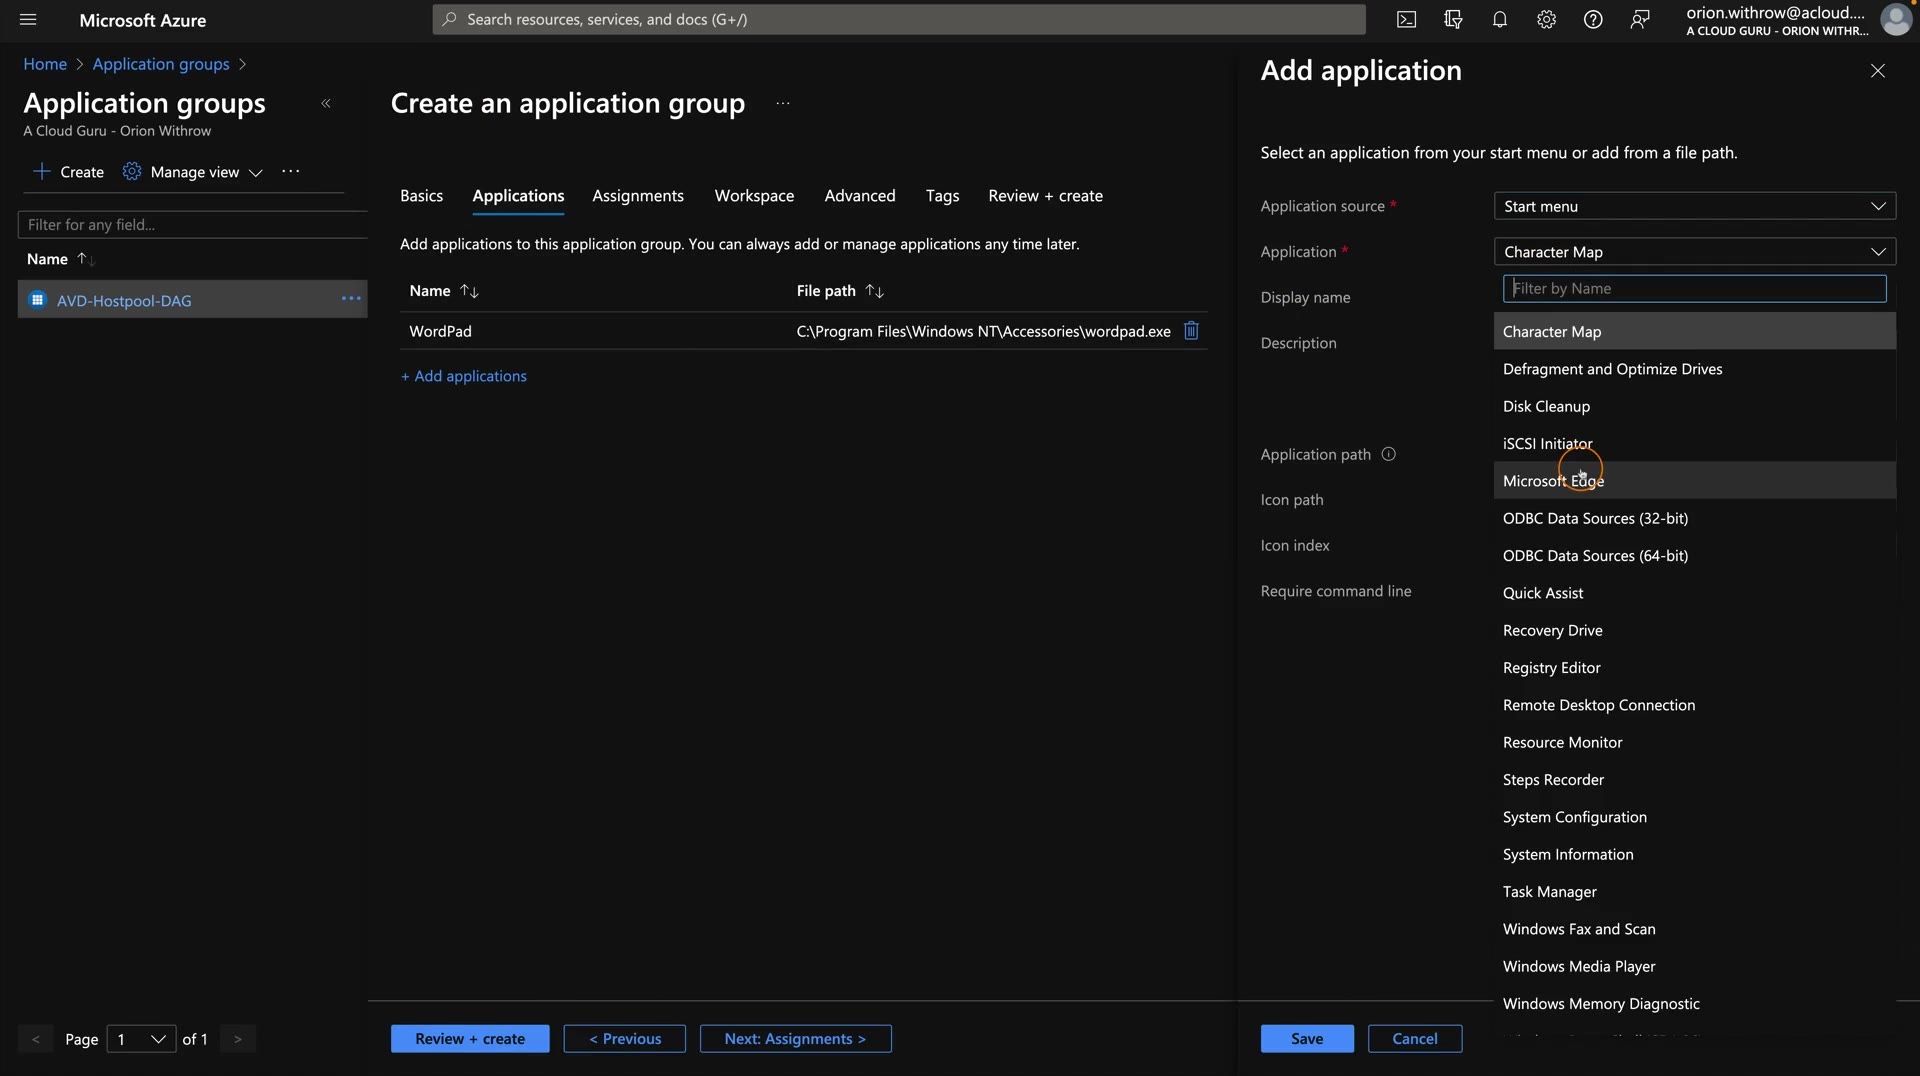 Microsoft Azure
Search resources, services, and docs (G+/)
orion.withrow@acloud....
A CLOUD GURU - ORION WITHR...
Home > Application groups >
Application groups
A Cloud Guru - Orion Withrow
Create
Manage view
Filter for any field...
Name
AVD-Hostpool-DAG
< Page 1 of 1 >
Create an application group
Basics Applications Assignments Workspace Advanced Tags Review + create
Add applications to this application group. You can always add or manage applications any time later.
Name File path
WordPad C:\Program Files\Windows NT\Accessories\wordpad.exe
+ Add applications
Review + create < Previous Next: Assignments >
Add application
Select an application from your start menu or add from a file path.
Application source * Start menu
Application * Character Map
Display name
Description
Application path
Icon path
Icon index
Require command line
Filter by Name
Character Map
Defragment and Optimize Drives
Disk Cleanup
iSCSI Initiator
Microsoft Edge
ODBC Data Sources (32-bit)
ODBC Data Sources (64-bit)
Quick Assist
Recovery Drive
Registry Editor
Remote Desktop Connection
Resource Monitor
Steps Recorder
System Configuration
System Information
Task Manager
Windows Fax and Scan
Windows Media Player
Windows Memory Diagnostic
Save Cancel